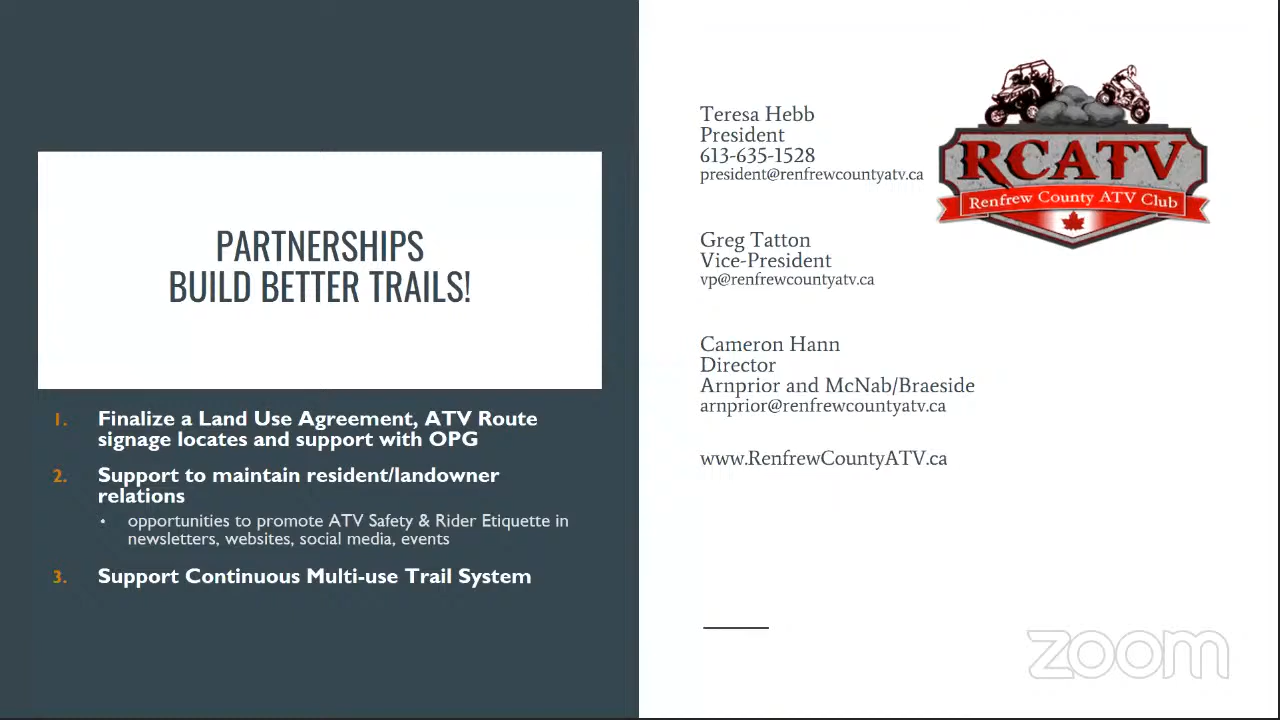 PARTNERSHIPS
BUILD BETTER TRAILS!
1. Finalize a Land Use Agreement, ATV Route
signage locates and support with OPG
2. Support to maintain resident/landowner
relations
• opportunities to promote ATV Safety & Rider Etiquette in
newsletters, websites, social media, events
3. Support Continuous Multi-use Trail System
Teresa Hebb
President
613-635-1528
president@renfrewcountyatv.ca
Greg Tatton
Vice-President
vp@renfrewcountyatv.ca
Cameron Hann
Director
Arnprior and McNab/Braeside
arnprior@renfrewcountyatv.ca
www.RenfrewCountyATV.ca
RCATV
Renfrew County ATV Club
zoom